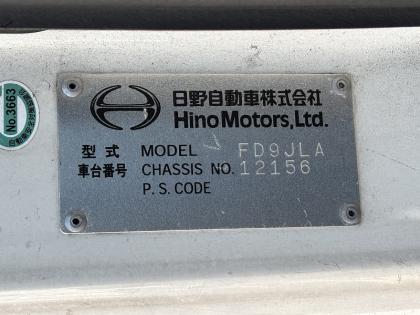 日野自動車株式会社
Hino Motors, Ltd.
型式 MODEL FD9JLA
車台番号 CHASSIS NO. 12156
P.S. CODE
No.3663